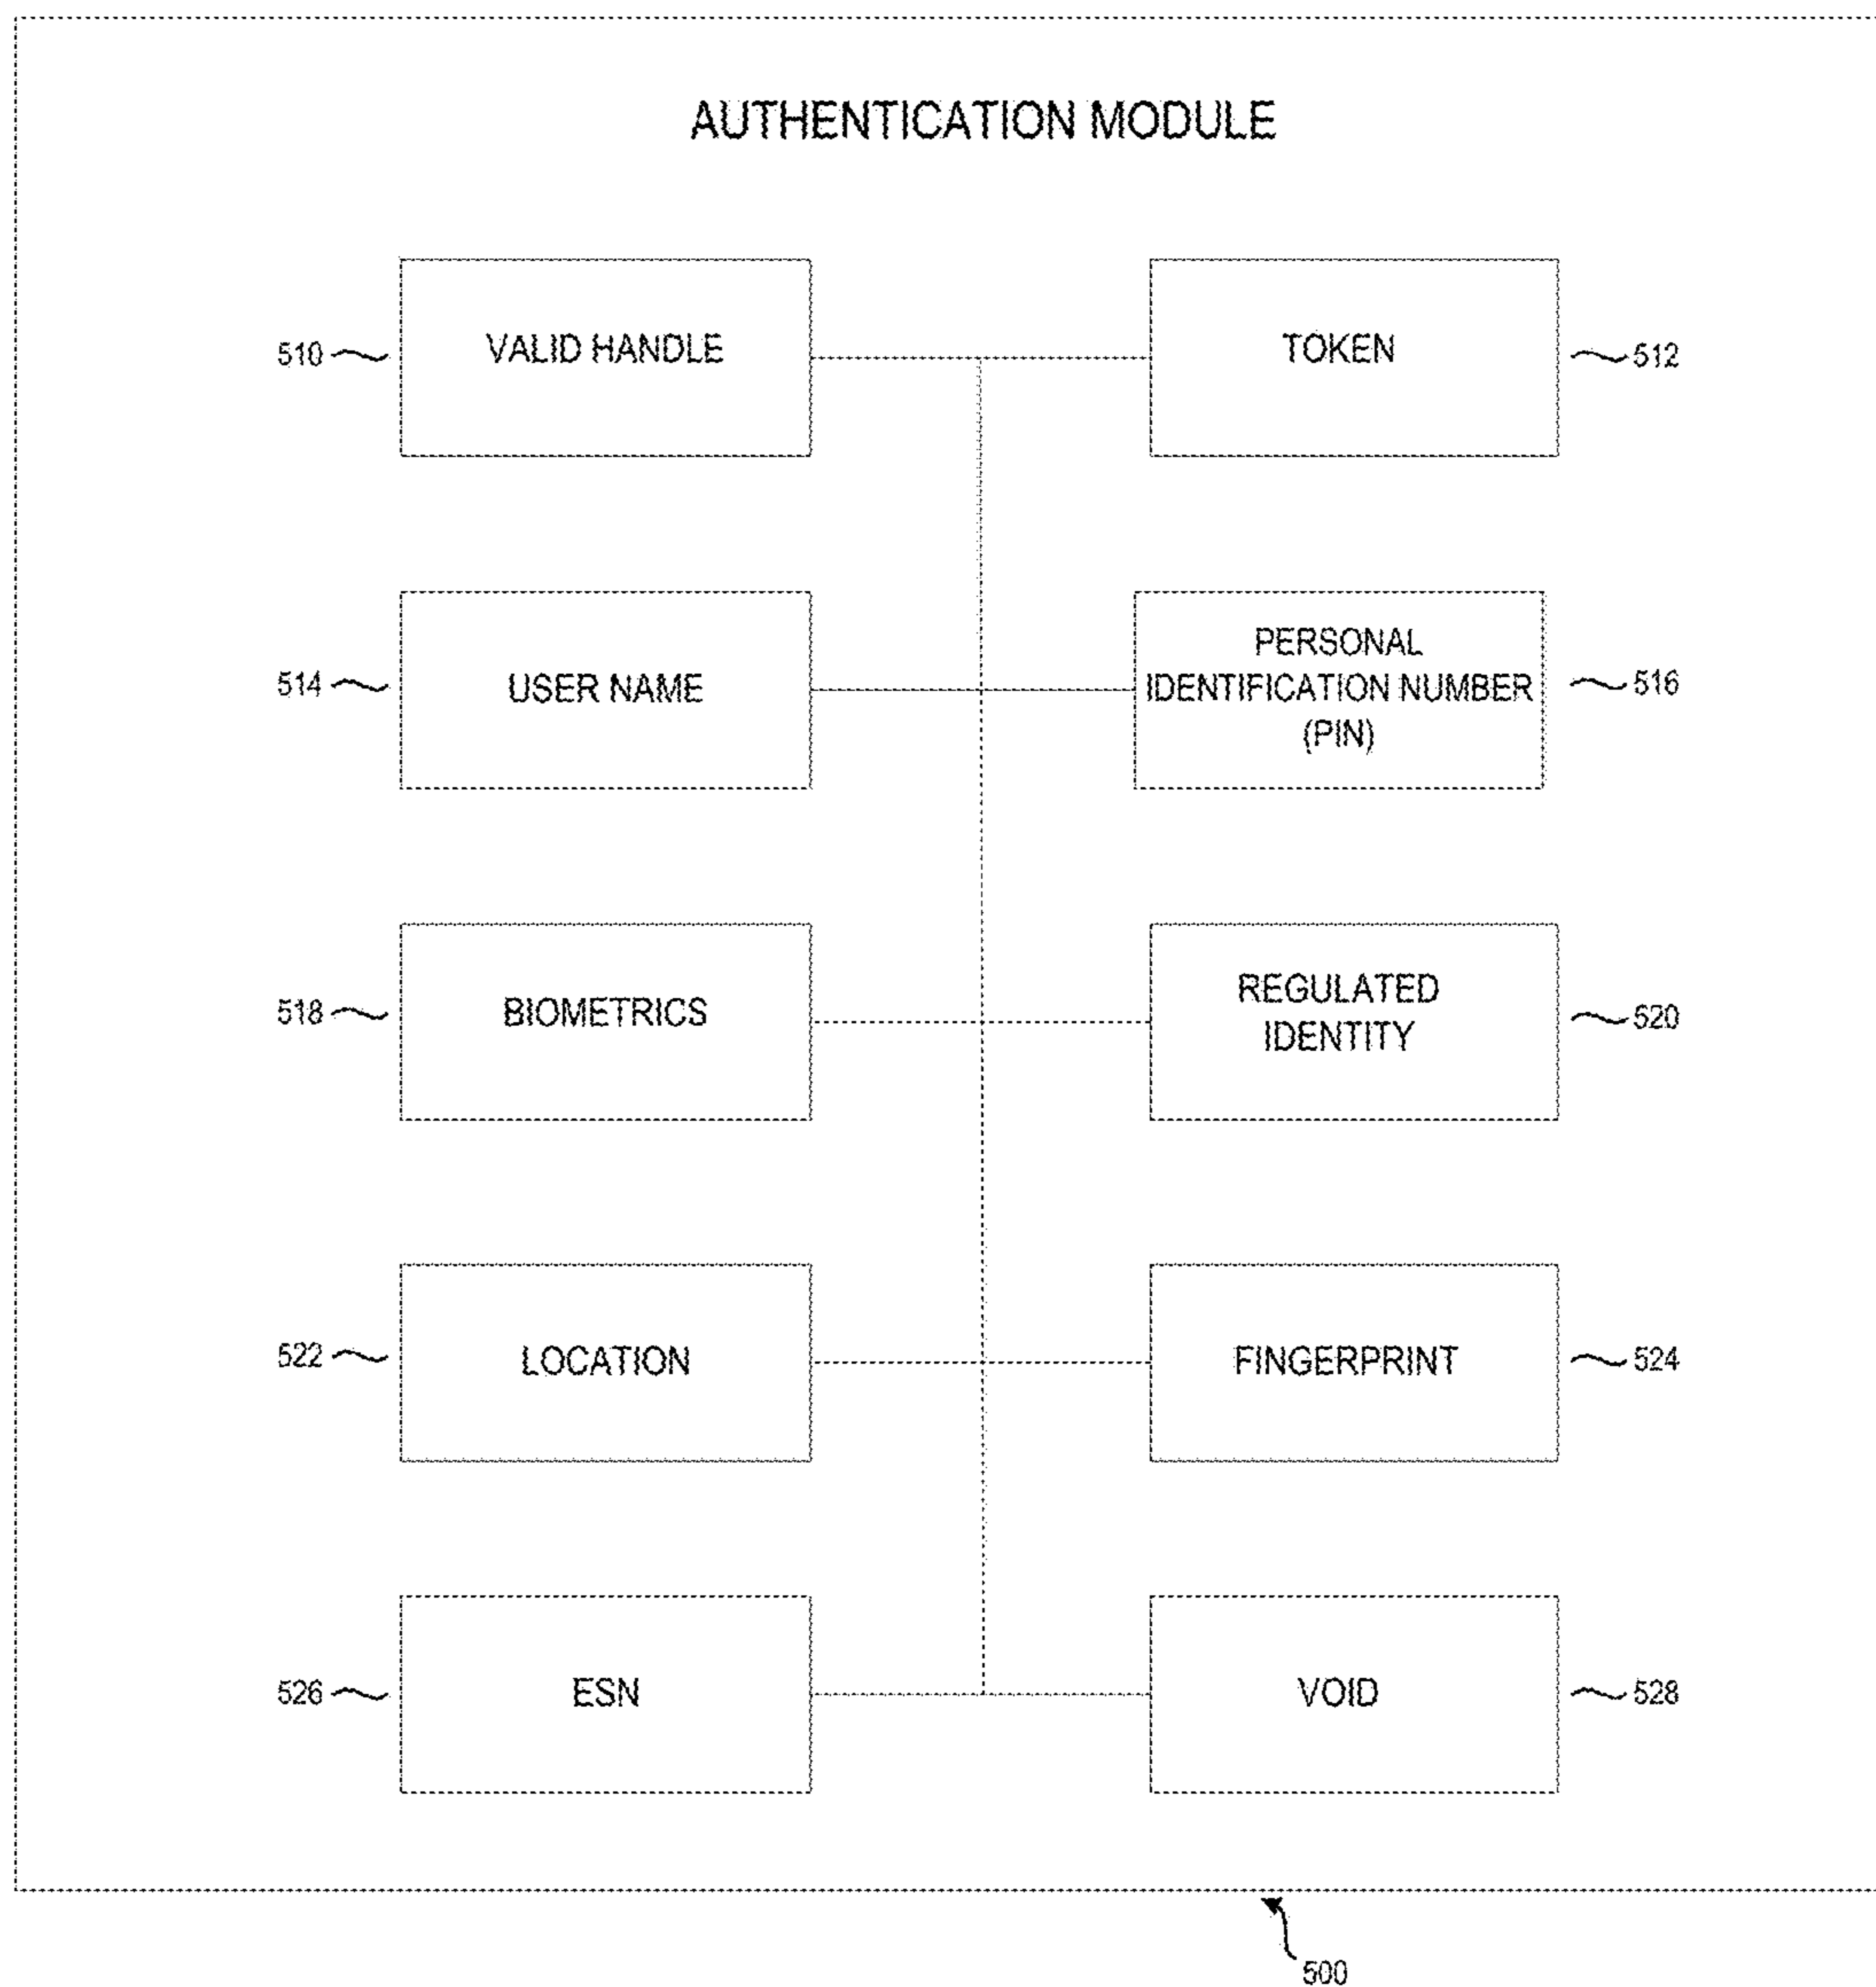 AUTHENTICATION MODULE
510
VALID HANDLE
TOKEN
512
514
USER NAME
PERSONAL
IDENTIFICATION NUMBER
(PIN)
516
518
BIOMETRICS
REGULATED
IDENTITY
520
522
LOCATION
FINGERPRINT
524
526
ESN
VOID
528
500